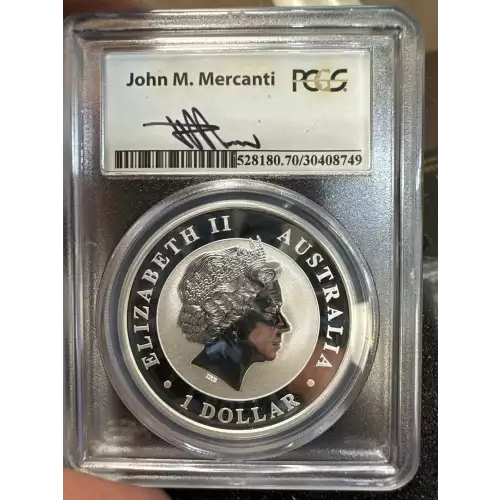 John M. Mercanti PCGS
528180.70/30408749
ELIZABETH II AUSTRALIA
1 DOLLAR